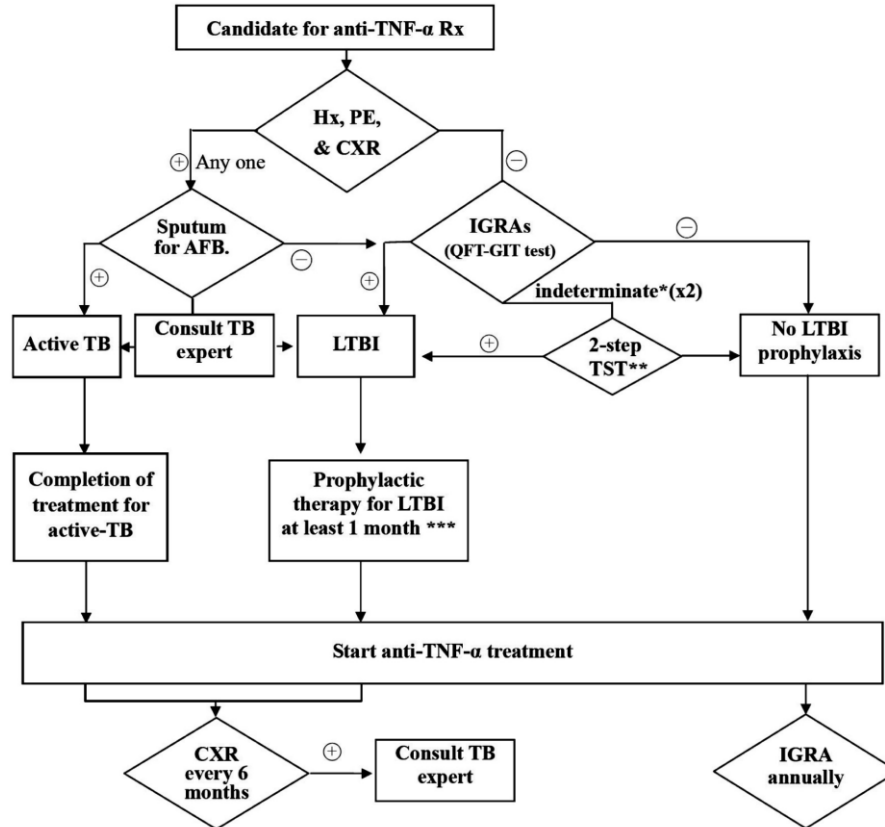 Candidate for anti-TNF-α Rx
Hx, PE,
& CXR
⊕ Any one
⊖
Sputum
for AFB.
IGRAs
(QFT-GIT test)
⊖
⊕
⊖
⊕
indeterminate*(x2)
Active TB
Consult TB
expert
LTBI
⊕
2-step
TST**
No LTBI
prophylaxis
Completion of
treatment for
active-TB
Prophylactic
therapy for LTBI
at least 1 month ***
Start anti-TNF-α treatment
CXR
every 6
months
⊕
Consult TB
expert
IGRA
annually